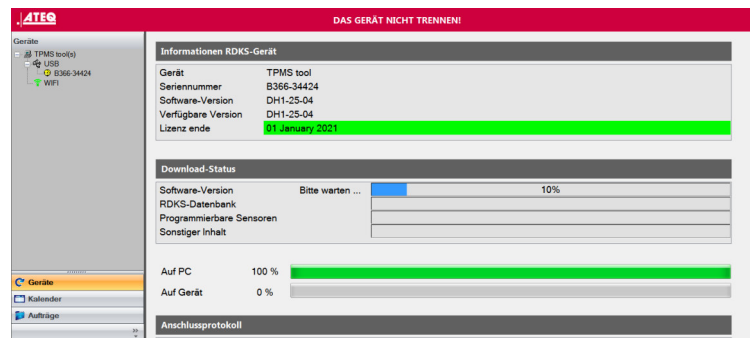 ATEQ
DAS GERÄT NICHT TRENNEN!
Geräte
TPMS tool(s)
USB
B366-34424
WIFI
Informationen RDKS-Gerät
Gerät TPMS tool
Seriennummer B366-34424
Software-Version DH1-25-04
Verfügbare Version DH1-25-04
Lizenz ende 01 January 2021
Download-Status
Software-Version Bitte warten ... 10%
RDKS-Datenbank
Programmierbare Sensoren
Sonstiger Inhalt
Auf PC 100 %
Auf Gerät 0 %
Anschlussprotokoll
Geräte
Kalender
Aufträge